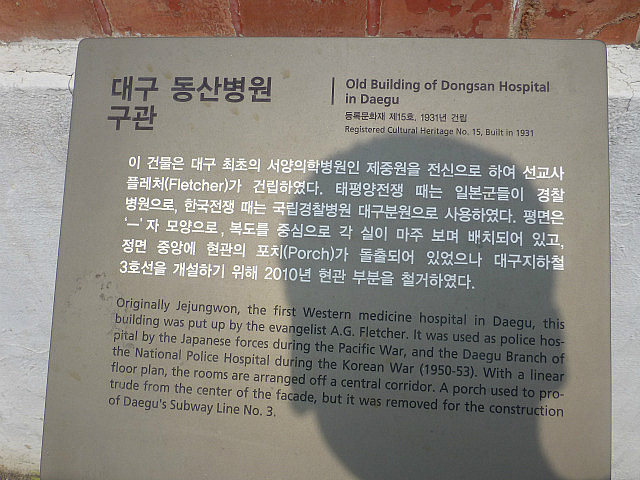 대구 동산병원
구관
Old Building of Dongsan Hospital
in Daegu
등록문화재 제15호, 1931년 건립
Registered Cultural Heritage No. 15, Built in 1931
이 건물은 대구 최초의 서양의학병원인 제중원을 전신으로 하여 선교사
플레처(Fletcher)가 건립하였다. 태평양전쟁 때는 일본군들이 경찰
병원으로, 한국전쟁 때는 국립경찰병원 대구분원으로 사용하였다. 평면은
'ㅡ'자 모양으로, 복도를 중심으로 각 실이 마주 보며 배치되어 있고,
정면 중앙에 현관의 포치(Porch)가 돌출되어 있었으나 대구지하철
3호선을 개설하기 위해 2010년 현관 부분을 철거하였다.
Originally Jejungwon, the first Western medicine hospital in Daegu, this
building was put up by the evangelist A.G. Fletcher. It was used as police hos-
pital by the Japanese forces during the Pacific War, and the Daegu Branch of
the National Police Hospital during the Korean War (1950-53). With a linear
floor plan, the rooms are arranged off a central corridor. A porch used to pro-
trude from the center of the facade, but it was removed for the construction
of Daegu's Subway Line No. 3.